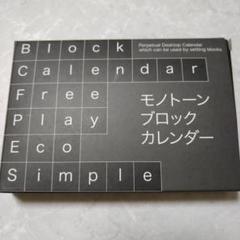 Block
Perpetual Desktop Calendar
which can be used by setting blocks
Calendar
Free
Play
Eco
Simple
モノトーン
ブロック
カレンダー